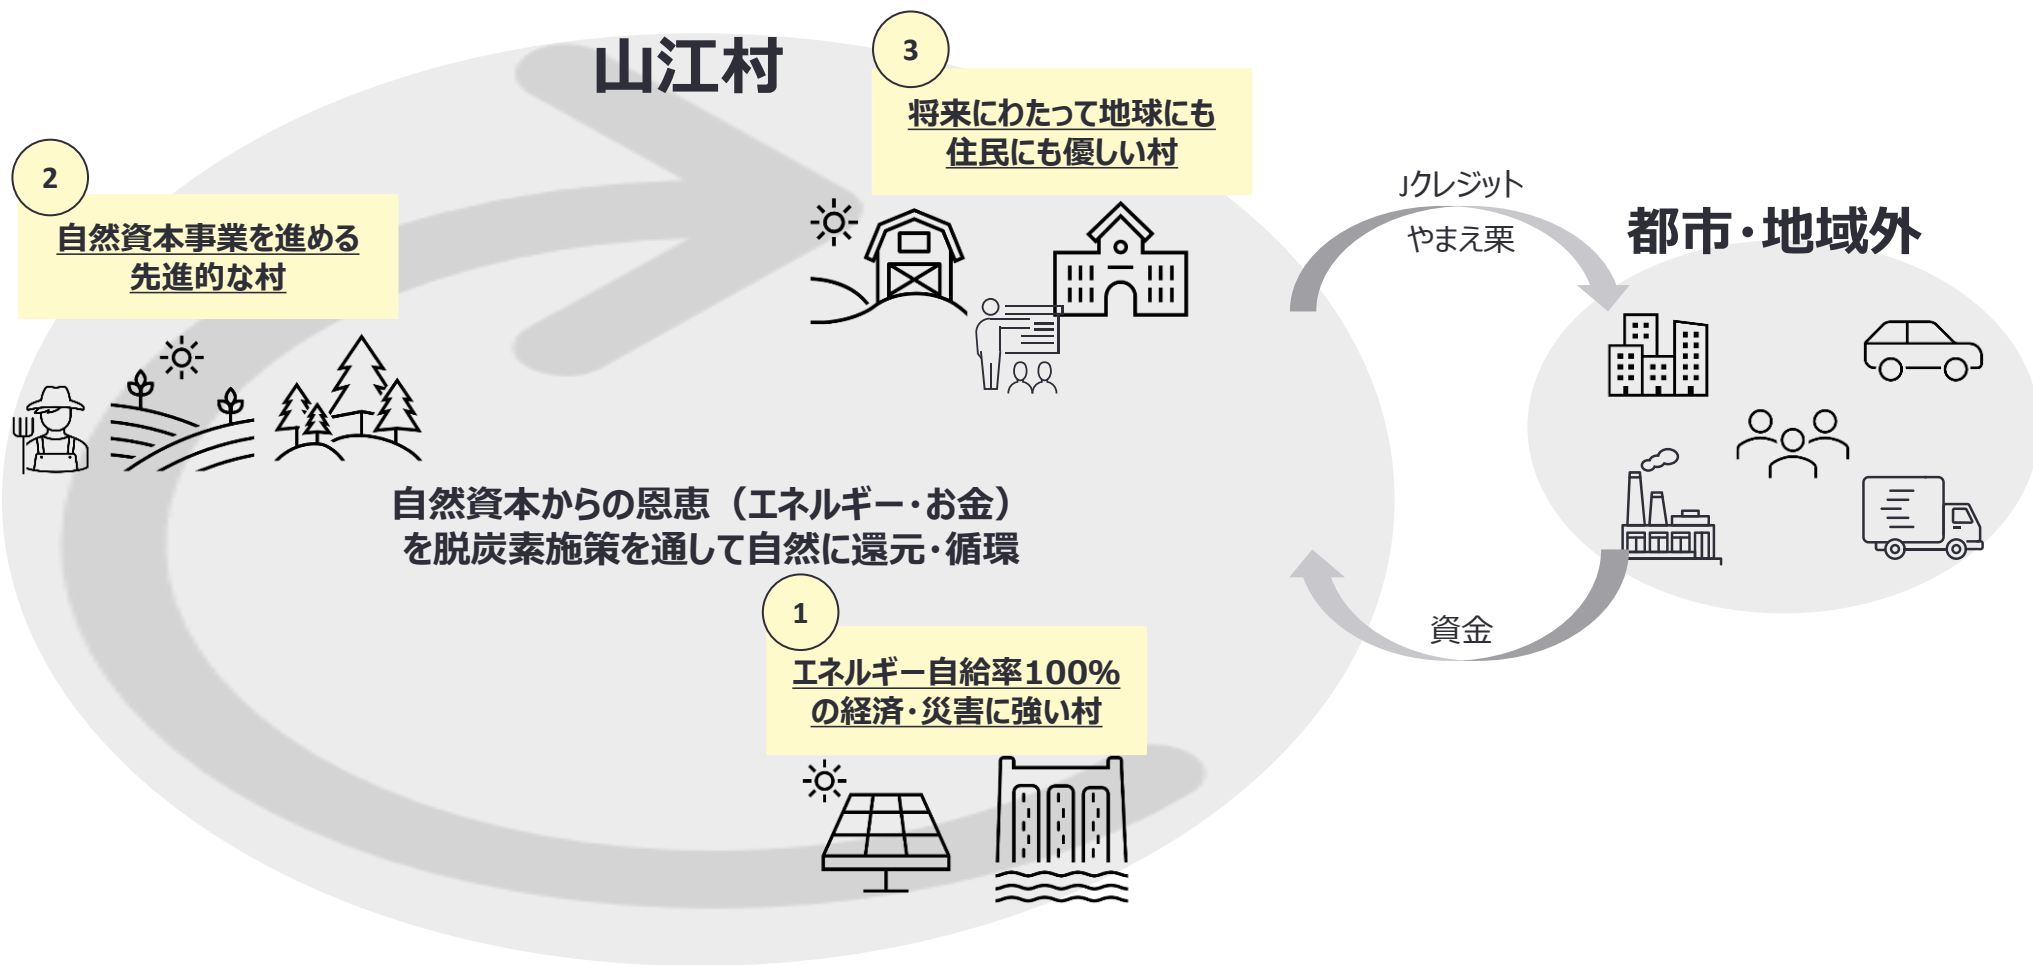 山江村
3
将来にわたって地球にも
住民にも優しい村
2
自然資本事業を進める
先進的な村
Jクレジット
やまえ栗
都市・地域外
自然資本からの恩恵（エネルギー・お金）
を脱炭素施策を通して自然に還元・循環
1
エネルギー自給率100%
の経済・災害に強い村
資金